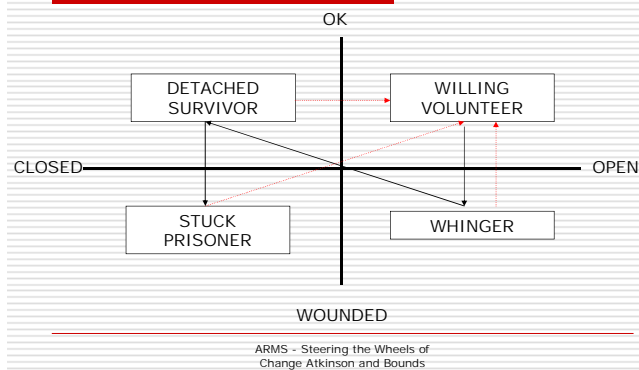 OK
DETACHED
SURVIVOR
WILLING
VOLUNTEER
CLOSED
OPEN
STUCK
PRISONER
WHINGER
WOUNDED
ARMS - Steering the Wheels of
Change Atkinson and Bounds